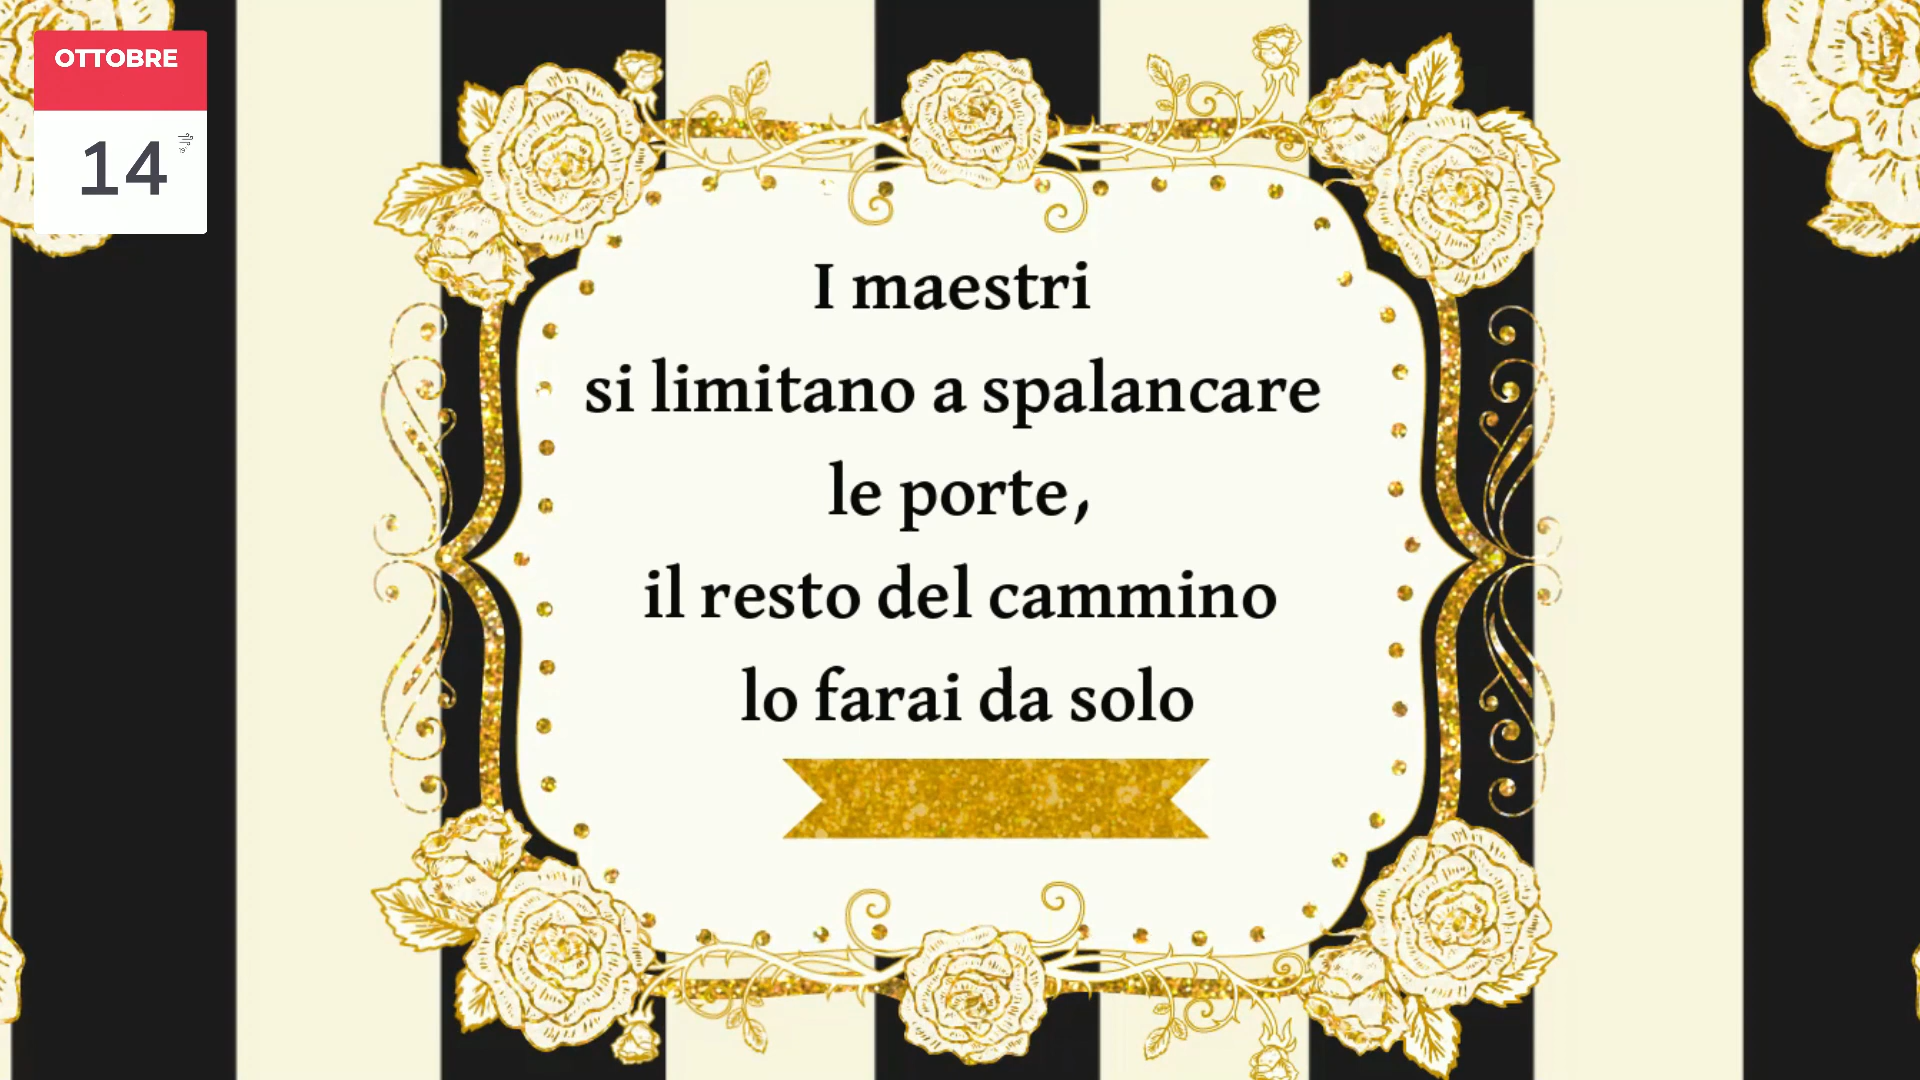 OTTOBRE
14
I maestri
si limitano a spalancare
le porte,
il resto del cammino
lo farai da solo